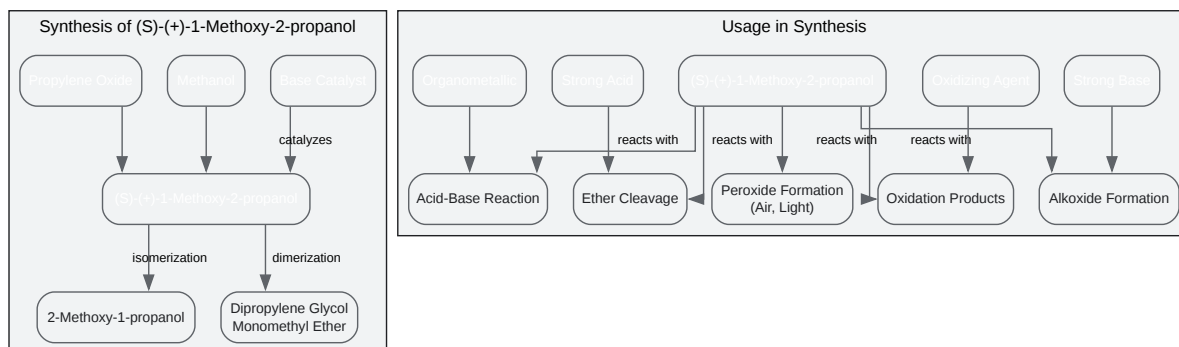 Synthesis of (S)-(+)-1-Methoxy-2-propanol
Propylene Oxide
Methanol
Base Catalyst
catalyzes
(S)-(+)-1-Methoxy-2-propanol
isomerization
dimerization
2-Methoxy-1-propanol
Dipropylene Glycol
Monomethyl Ether
Usage in Synthesis
Organometallic
Strong Acid
(S)-(+)-1-Methoxy-2-propanol
Oxidizing Agent
Strong Base
reacts with
reacts with
reacts with
reacts with
Acid-Base Reaction
Ether Cleavage
Peroxide Formation
(Air, Light)
Oxidation Products
Alkoxide Formation